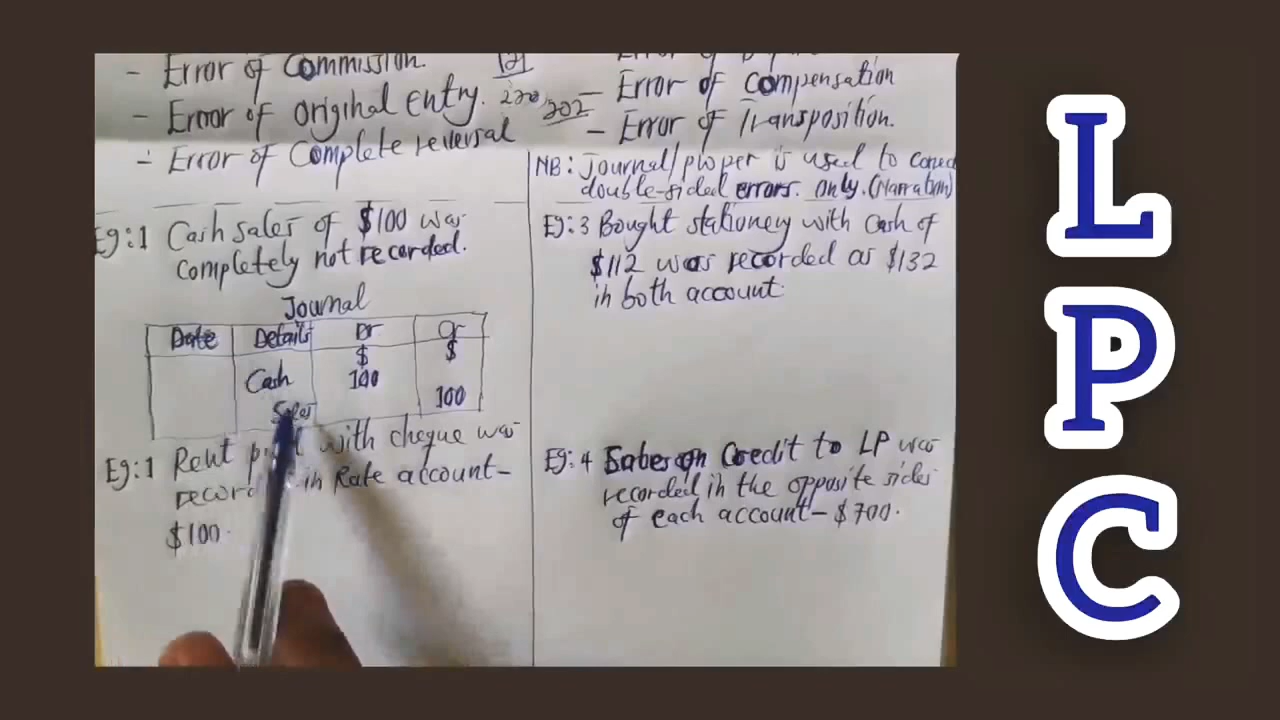 - Error of Commission.
- Error of Original Entry.
- Error of Complete reversal
Error of
- Error of Compensation
- Error of Transposition.
NB: Journal/proper is used to
double-sided errors. only. (Narration)
Eg:1 Cash sales of $100 was
completely not recorded.
Journal
Date Details Dr Cr
$ $
Cash 100
Sales 100
Eg:1 Rent with cheque was
in Rate account-
$100.
Eg:3 Bought stationery with Cash of
$112 was recorded as $132
in both account.
Eg:4 Sales on Credit to LP was
recorded in the opposite sides
of each account- $700.
L
P
C